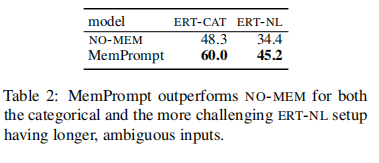 model ERT-CAT ERT-NL
NO-MEM 48.3 34.4
MemPrompt 60.0 45.2
Table 2: MemPrompt outperforms NO-MEM for both
the categorical and the more challenging ERT-NL setup
having longer, ambiguous inputs.